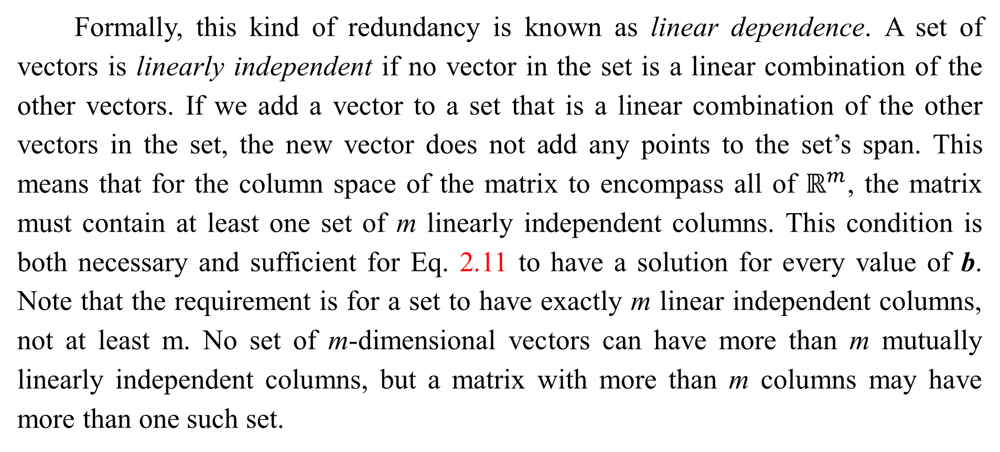 Formally, this kind of redundancy is known as linear dependence. A set of
vectors is linearly independent if no vector in the set is a linear combination of the
other vectors. If we add a vector to a set that is a linear combination of the other
vectors in the set, the new vector does not add any points to the set’s span. This
means that for the column space of the matrix to encompass all of ℝᵐ, the matrix
must contain at least one set of m linearly independent columns. This condition is
both necessary and sufficient for Eq. 2.11 to have a solution for every value of b.
Note that the requirement is for a set to have exactly m linear independent columns,
not at least m. No set of m-dimensional vectors can have more than m mutually
linearly independent columns, but a matrix with more than m columns may have
more than one such set.